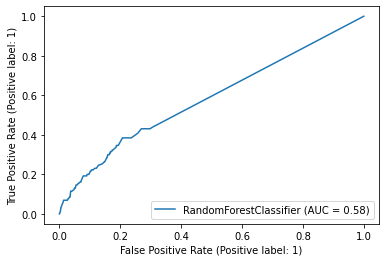 1.0
0.8
0.6
0.4
0.2
0.0
True Positive Rate (Positive label: 1)
RandomForestClassifier (AUC = 0.58)
0.0 0.2 0.4 0.6 0.8 1.0
False Positive Rate (Positive label: 1)